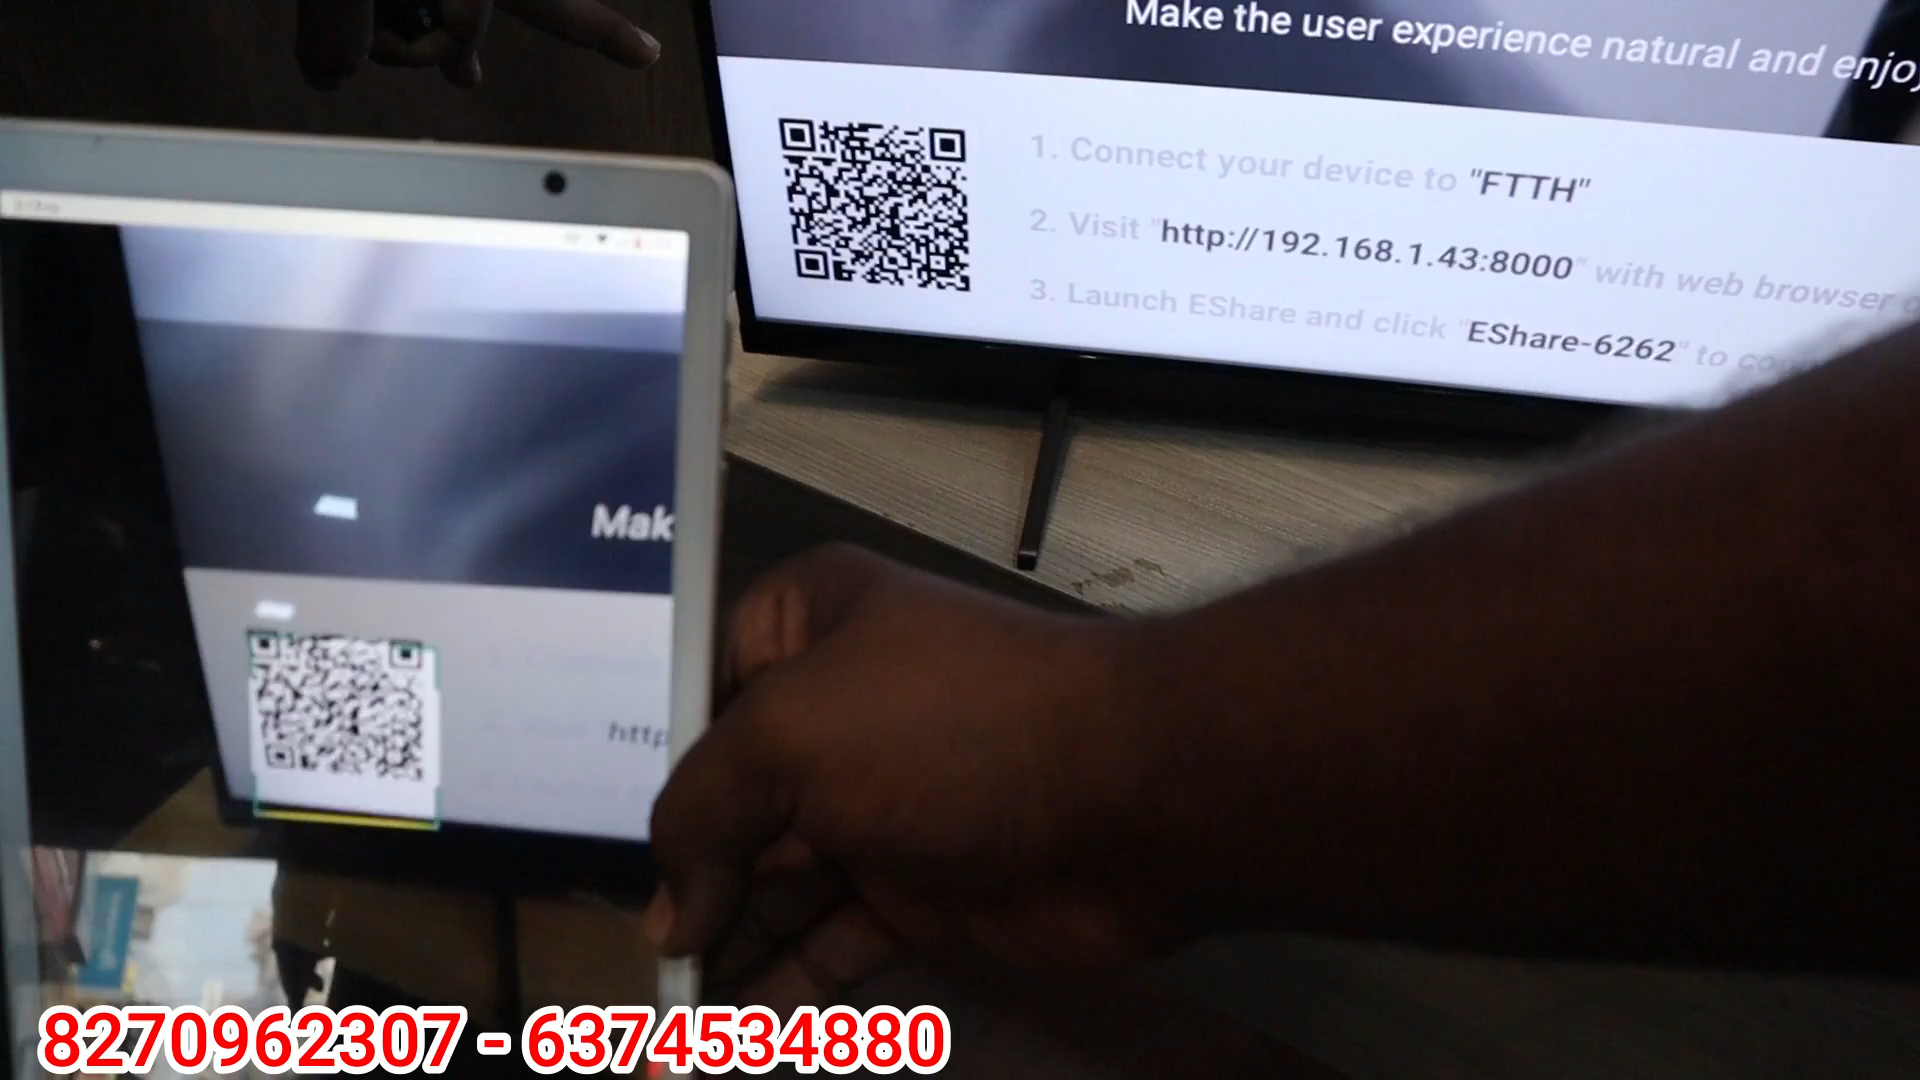 Make the user experience natural and enjoy
1. Connect your device to "FTTH"
2. Visit "http://192.168.1.43:8000" with web browser
3. Launch EShare and click "EShare-6262" to
Mak
http
8270962307 - 6374534880